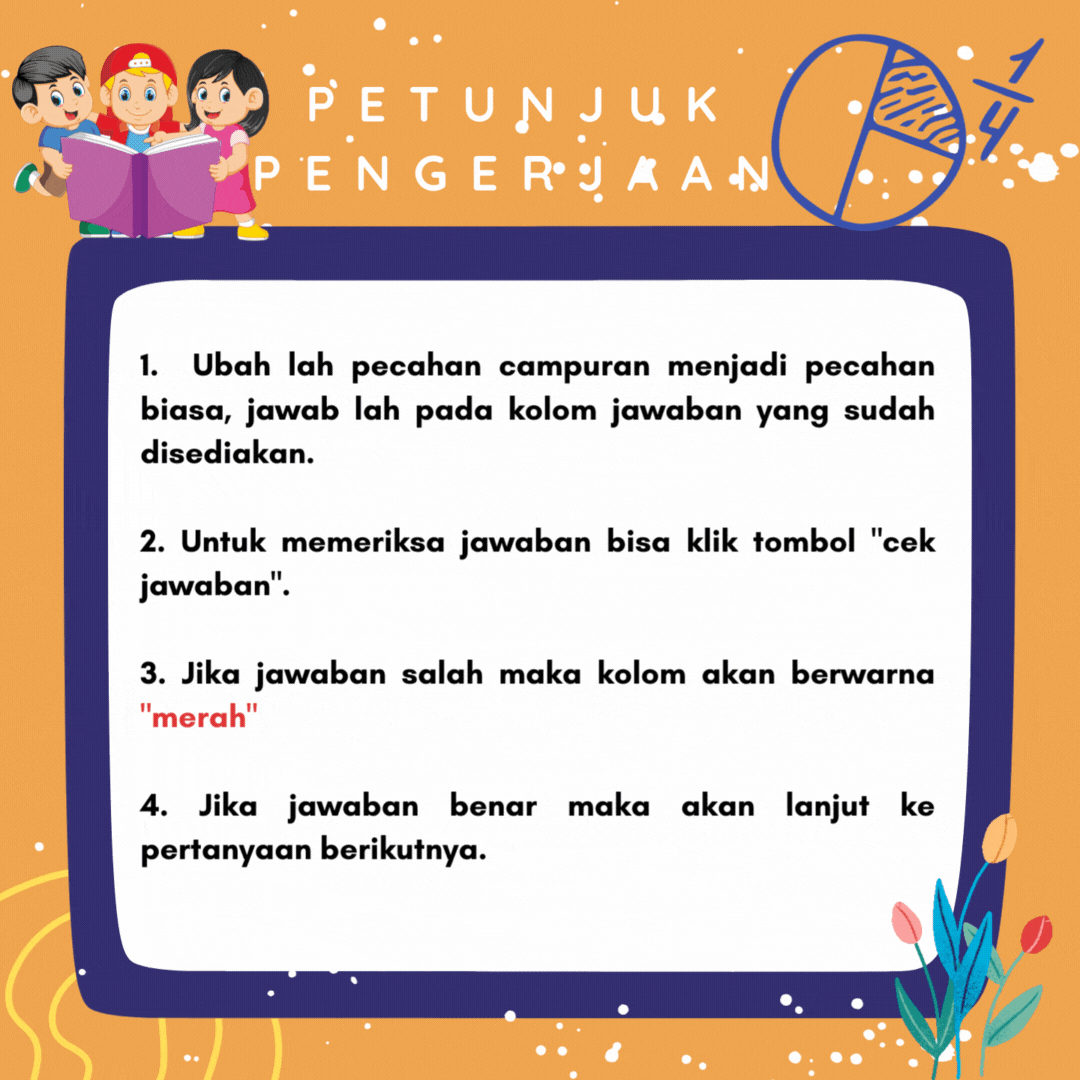 PETUNJUK
PENGERJAAN
1
4
1. Ubah lah pecahan campuran menjadi pecahan
biasa, jawab lah pada kolom jawaban yang sudah
disediakan.
2. Untuk memeriksa jawaban bisa klik tombol "cek
jawaban".
3. Jika jawaban salah maka kolom akan berwarna
"merah"
4. Jika jawaban benar maka akan lanjut ke
pertanyaan berikutnya.